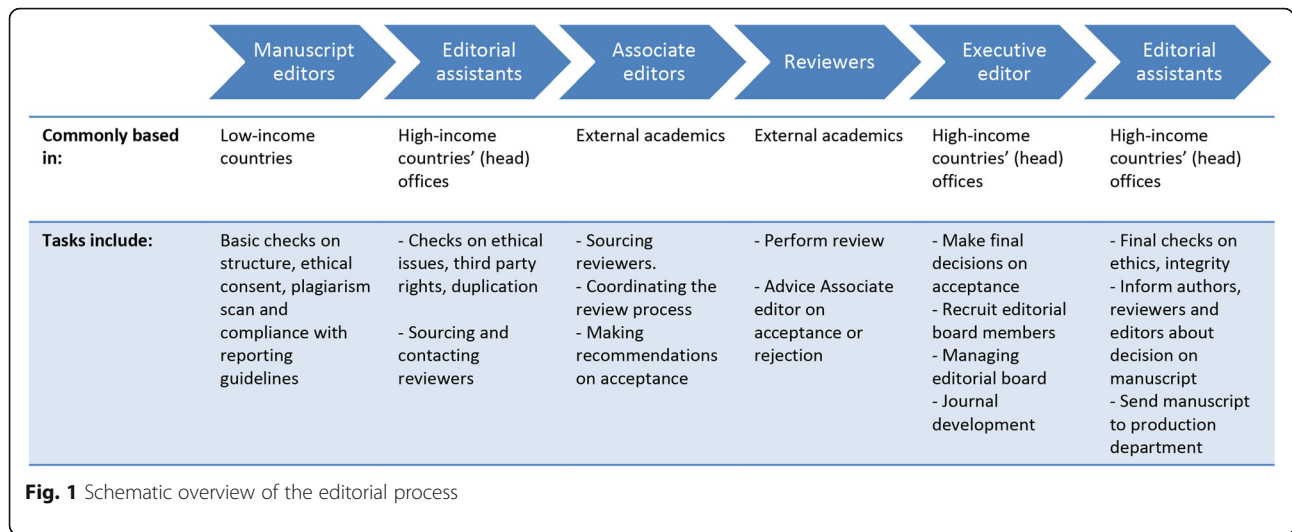 Manuscript
editors
Editorial
assistants
Associate
editors
Reviewers
Executive
editor
Editorial
assistants
Commonly based
in:
Low-income
countries
High-income
countries’ (head)
offices
External academics
External academics
High-income
countries’ (head)
offices
High-income
countries’ (head)
offices
Tasks include:
Basic checks on
structure, ethical
consent, plagiarism
scan and
compliance with
reporting
guidelines
- Checks on ethical
issues, third party
rights, duplication
- Sourcing and
contacting
reviewers
- Sourcing
reviewers.
- Coordinating the
review process
- Making
recommendations
on acceptance
- Perform review
- Advice Associate
editor on
acceptance or
rejection
- Make final
decisions on
acceptance
- Recruit editorial
board members
- Managing
editorial board
- Journal
development
- Final checks on
ethics, integrity
- Inform authors,
reviewers and
editors about
decision on
manuscript
- Send manuscript
to production
department
Fig. 1 Schematic overview of the editorial process